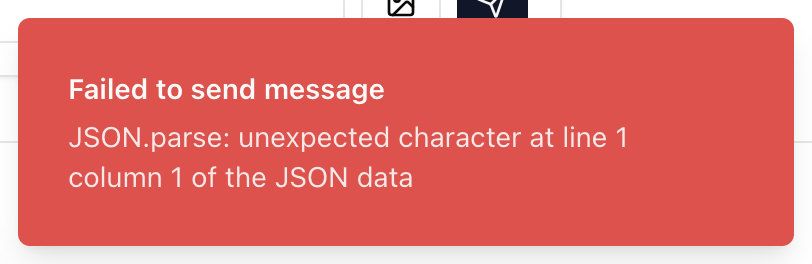 Failed to send message
JSON.parse: unexpected character at line 1
column 1 of the JSON data